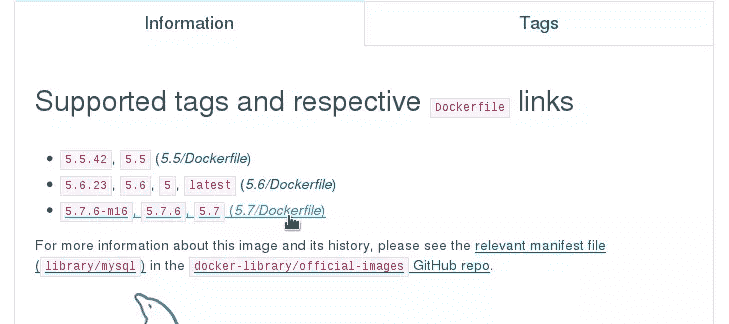 Information
Tags
Supported tags and respective Dockerfile links
5.5.42, 5.5 (5.5/Dockerfile)
5.6.23, 5.6, 5, latest (5.6/Dockerfile)
5.7.6-m16, 5.7.6, 5.7 (5.7/Dockerfile)
For more information about this image and its history, please see the relevant manifest file
(library/mysql) in the docker-library/official-images GitHub repo.